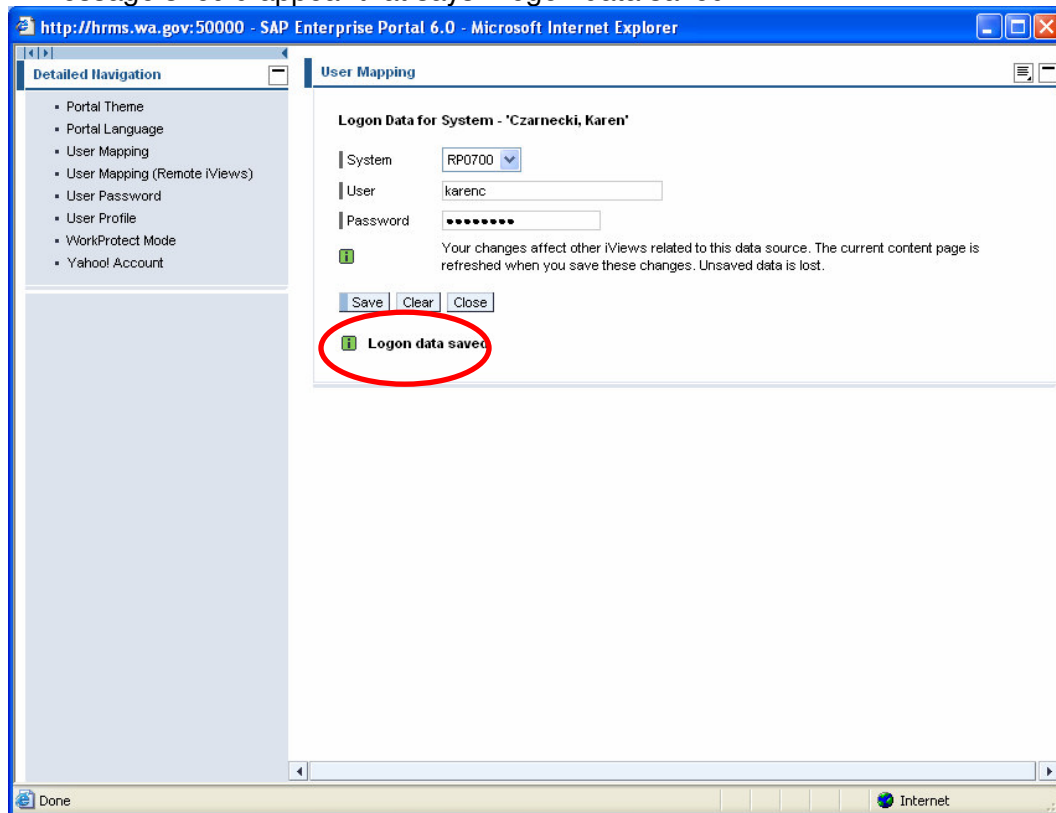 http://hrms.wa.gov:50000 - SAP Enterprise Portal 6.0 - Microsoft Internet Explorer
Detailed Navigation
User Mapping
Portal Theme
Portal Language
User Mapping
User Mapping (Remote iViews)
User Password
User Profile
WorkProtect Mode
Yahoo! Account
Logon Data for System - 'Czarnecki, Karen'
System RP0700
User karenc
Password ••••••••
Your changes affect other iViews related to this data source. The current content page is
refreshed when you save these changes. Unsaved data is lost.
Save Clear Close
Logon data saved
Done Internet